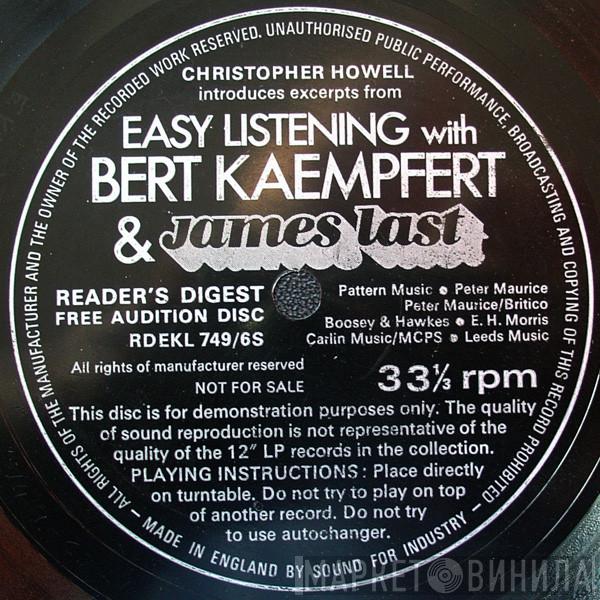 ALL RIGHTS OF THE MANUFACTURER AND THE OWNER OF THE RECORDED WORK RESERVED. UNAUTHORISED PUBLIC PERFORMANCE, BROADCASTING AND COPYING OF THIS RECORD PROHIBITED –
CHRISTOPHER HOWELL
introduces excerpts from
EASY LISTENING with
BERT KAEMPFERT
& James last
READER'S DIGEST
FREE AUDITION DISC
RDEKL 749/6S
Pattern Music • Peter Maurice
Peter Maurice/Britico
Boosey & Hawkes • E. H. Morris
Carlin Music/MCPS • Leeds Music
All rights of manufacturer reserved
NOT FOR SALE
33⅓ rpm
This disc is for demonstration purposes only. The quality
of sound reproduction is not representative of the
quality of the 12" LP records in the collection.
PLAYING INSTRUCTIONS: Place directly
on turntable. Do not try to play on top
of another record. Do not try
to use autochanger.
– MADE IN ENGLAND BY SOUND FOR INDUSTRY –
МАРКЕТ ВИНИЛА